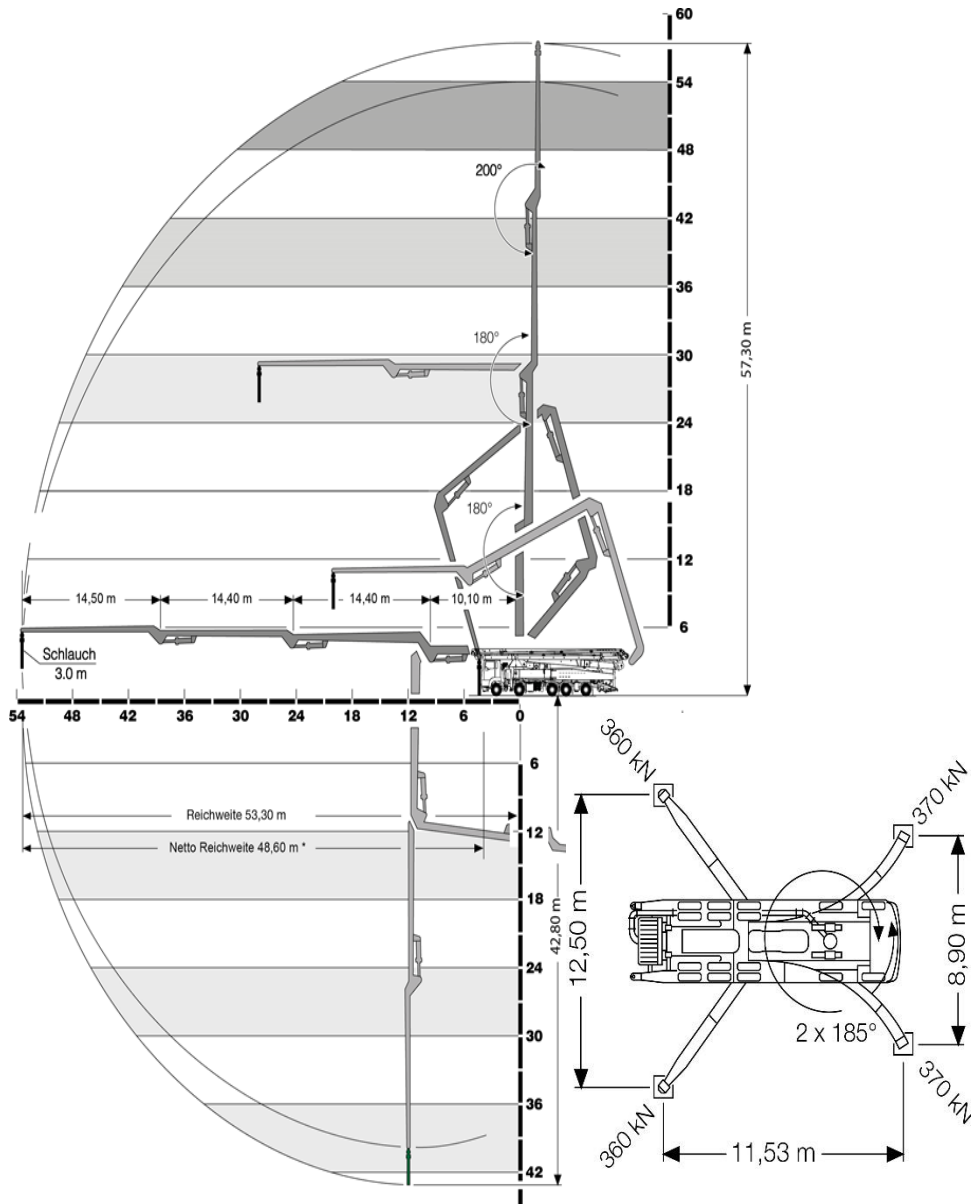 60
54
48
42
36
30
24
18
12
6
200°
180°
180°
57,30 m
14,50 m
14,40 m
14,40 m
10,10 m
Schlauch
3.0 m
54 48 42 36 30 24 18 12 6 0
6
12
18
24
30
36
42
Reichweite 53,30 m
Netto Reichweite 48,60 m *
42,80 m
360 kN
370 kN
12,50 m
8,90 m
2 x 185°
360 kN
370 kN
11,53 m